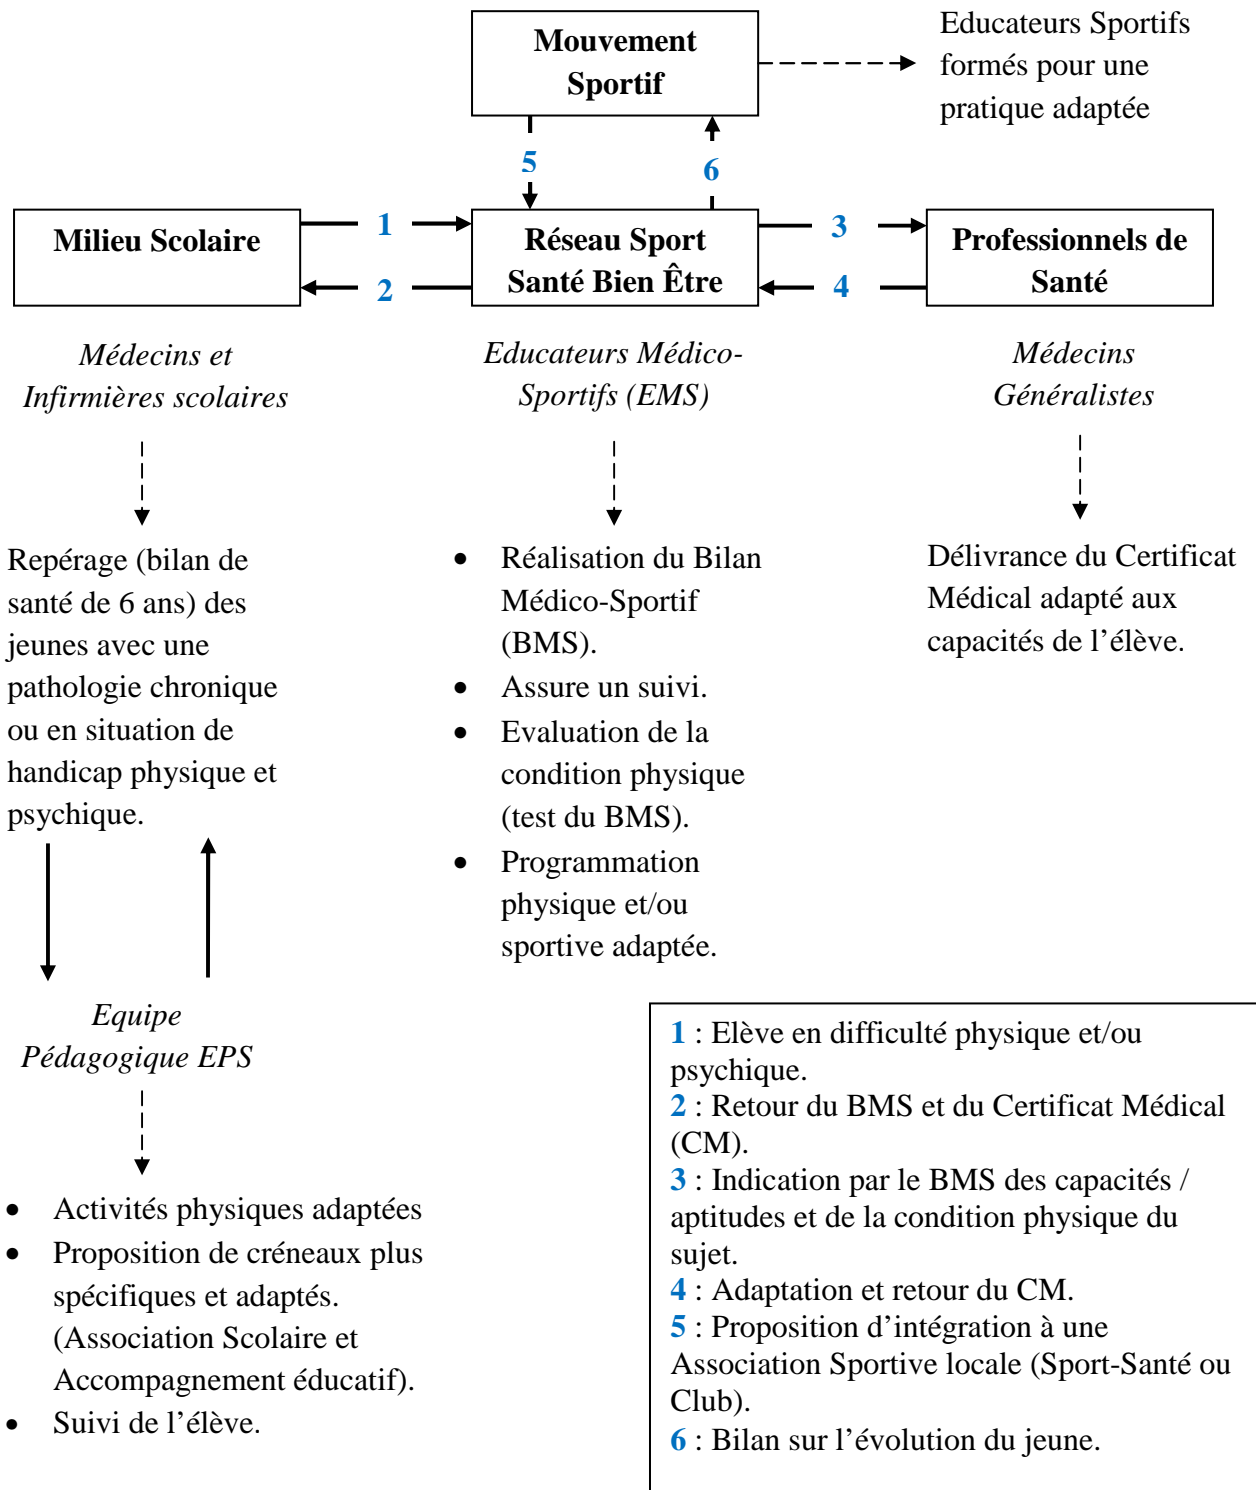 Mouvement
Sportif
Educateurs Sportifs
formés pour une
pratique adaptée
5
6
Milieu Scolaire
1
2
Réseau Sport
Santé Bien Être
3
4
Professionnels de
Santé
Médecins et
Infirmières scolaires
Educateurs Médico-
Sportifs (EMS)
Médecins
Généralistes
Repérage (bilan de
santé de 6 ans) des
jeunes avec une
pathologie chronique
ou en situation de
handicap physique et
psychique.
• Réalisation du Bilan
Médico-Sportif
(BMS).
• Assure un suivi.
• Evaluation de la
condition physique
(test du BMS).
• Programmation
physique et/ou
sportive adaptée.
Délivrance du Certificat
Médical adapté aux
capacités de l’élève.
Equipe
Pédagogique EPS
• Activités physiques adaptées
• Proposition de créneaux plus
spécifiques et adaptés.
(Association Scolaire et
Accompagnement éducatif).
• Suivi de l’élève.
1 : Elève en difficulté physique et/ou
psychique.
2 : Retour du BMS et du Certificat Médical
(CM).
3 : Indication par le BMS des capacités /
aptitudes et de la condition physique du
sujet.
4 : Adaptation et retour du CM.
5 : Proposition d’intégration à une
Association Sportive locale (Sport-Santé ou
Club).
6 : Bilan sur l’évolution du jeune.